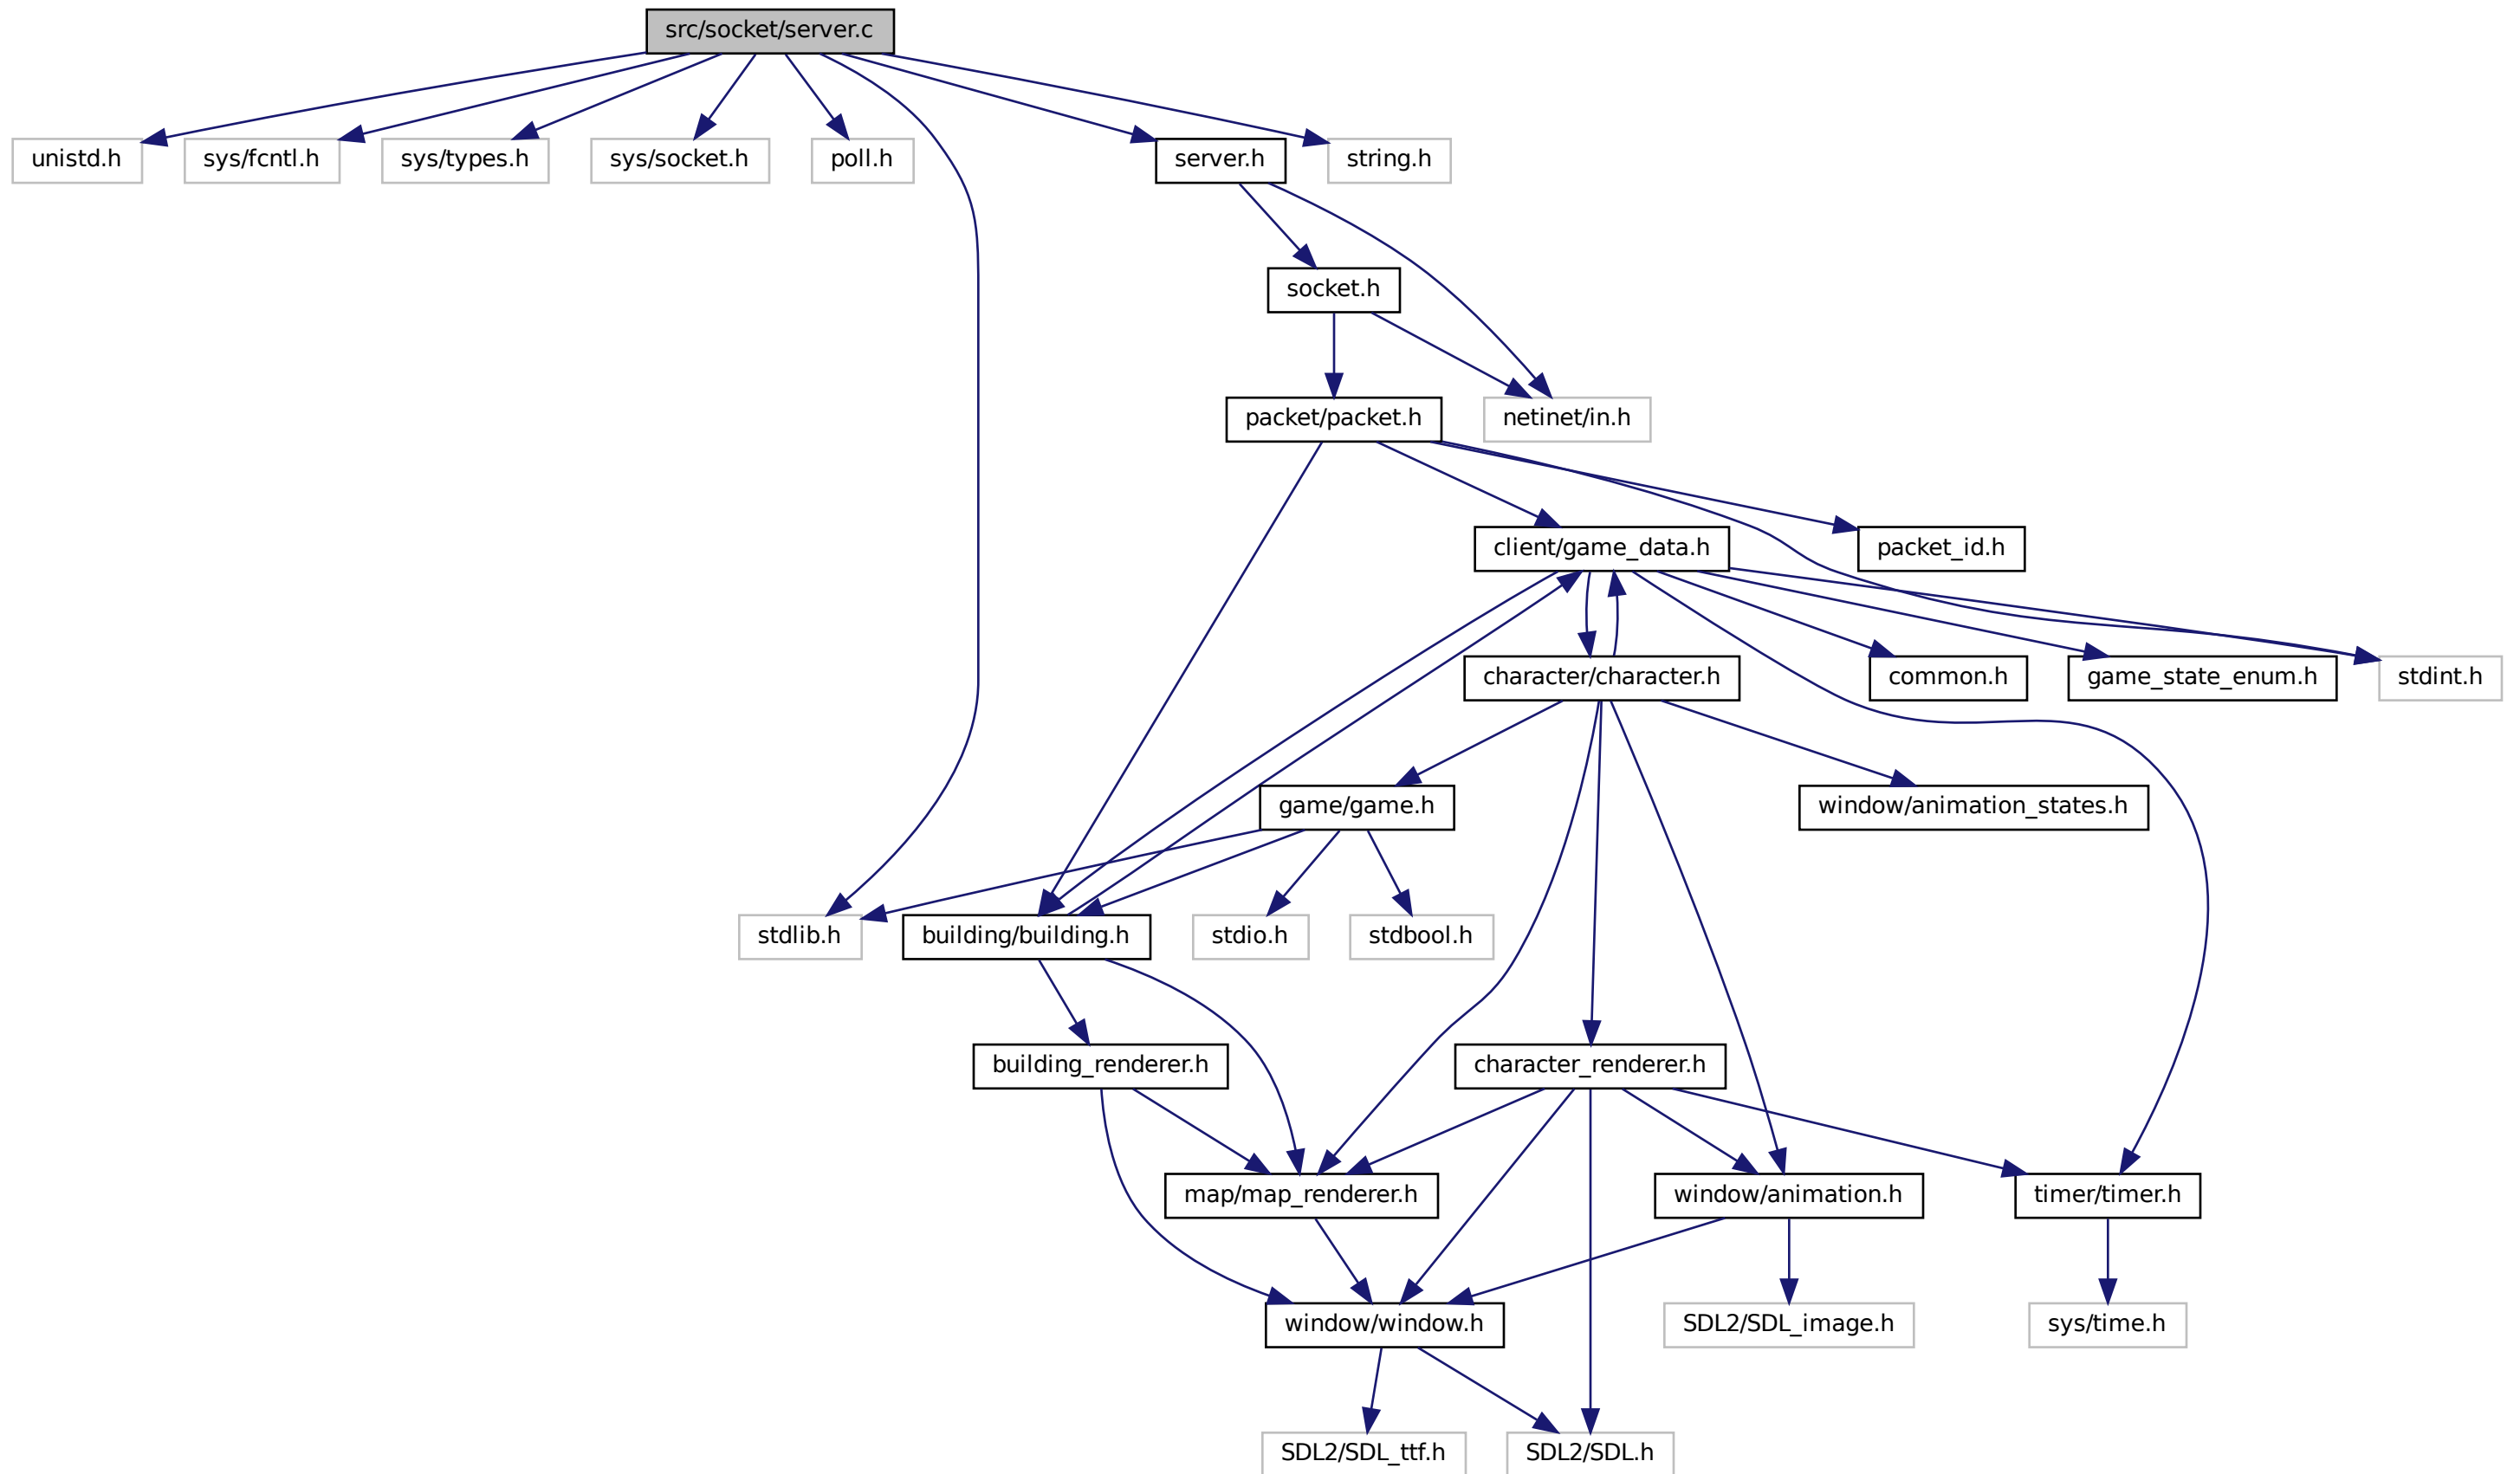 src/socket/server.c
unistd.h
sys/fcntl.h
sys/types.h
sys/socket.h
poll.h
server.h
string.h
socket.h
packet/packet.h
netinet/in.h
client/game_data.h
packet_id.h
character/character.h
common.h
game_state_enum.h
stdint.h
game/game.h
window/animation_states.h
stdlib.h
building/building.h
stdio.h
stdbool.h
building_renderer.h
character_renderer.h
map/map_renderer.h
window/animation.h
timer/timer.h
window/window.h
SDL2/SDL_image.h
sys/time.h
SDL2/SDL_ttf.h
SDL2/SDL.h